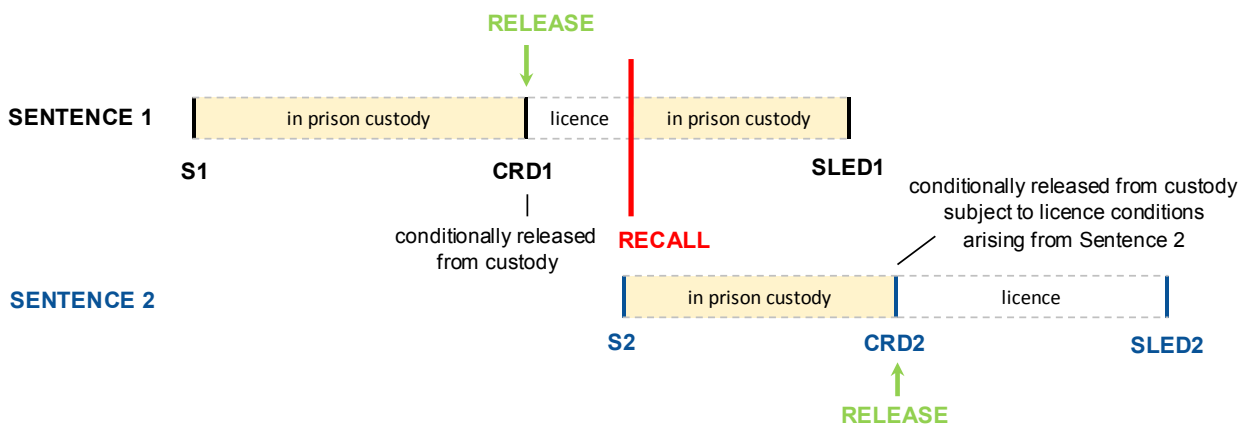 RELEASE
SENTENCE 1
in prison custody
licence
in prison custody
S1
CRD1
SLED1
conditionally released
from custody
RECALL
conditionally released from custody
subject to licence conditions
arising from Sentence 2
SENTENCE 2
in prison custody
licence
S2
CRD2
SLED2
RELEASE